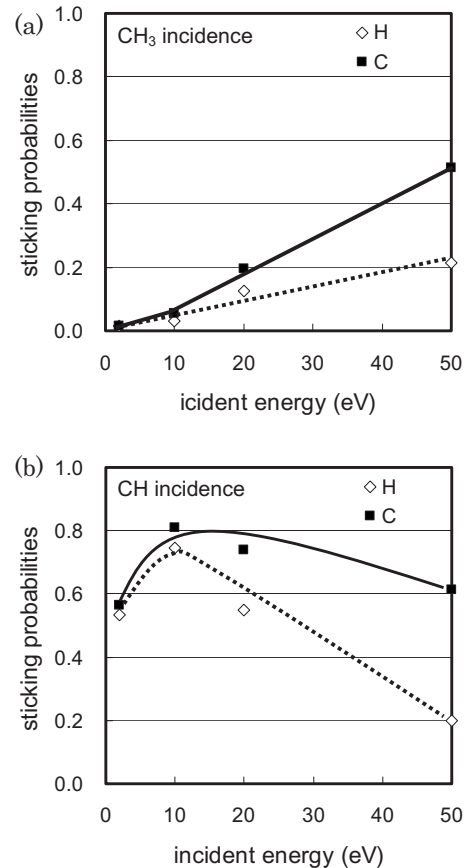 (a)
1.0
CH₃ incidence
H
C
0.8
0.6
0.4
0.2
0.0
sticking probabilities
0 10 20 30 40 50
icident energy (eV)
(b)
1.0
CH incidence
H
C
0.8
0.6
0.4
0.2
0.0
sticking probabilities
0 10 20 30 40 50
incident energy (eV)